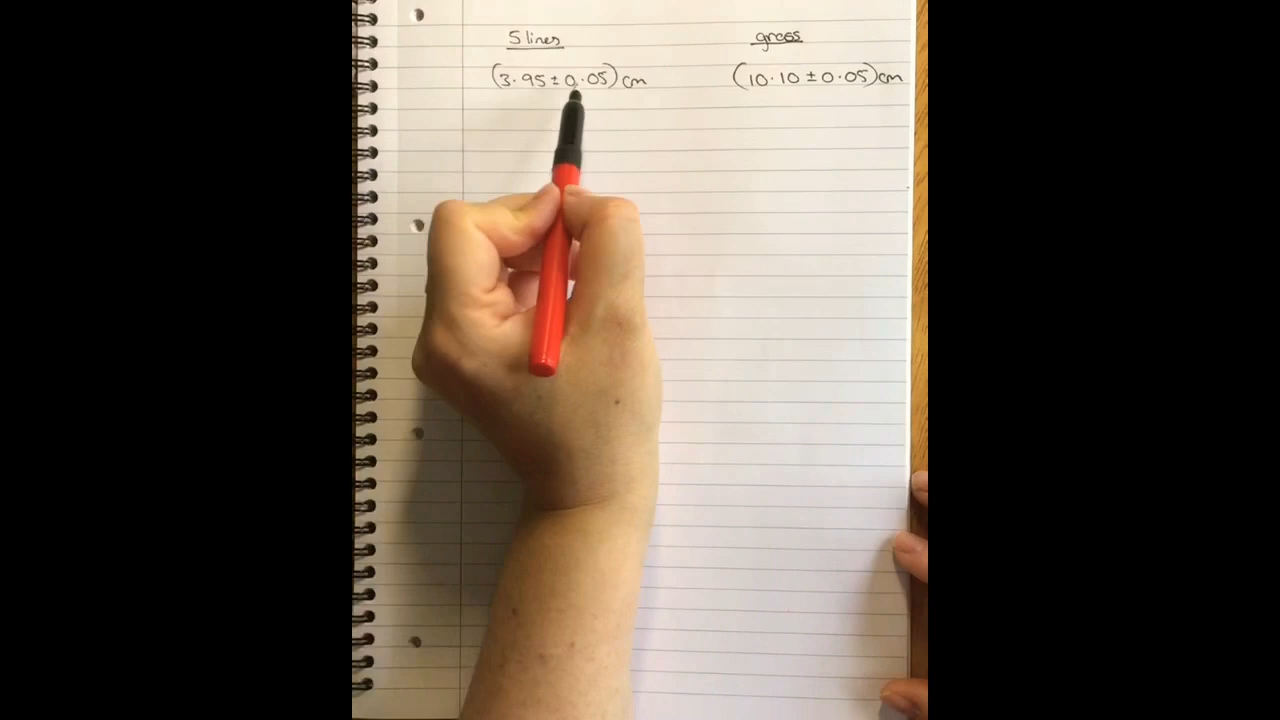 5 lines
(3.95 ± 0.05) cm
grass
(10.10 ± 0.05) cm